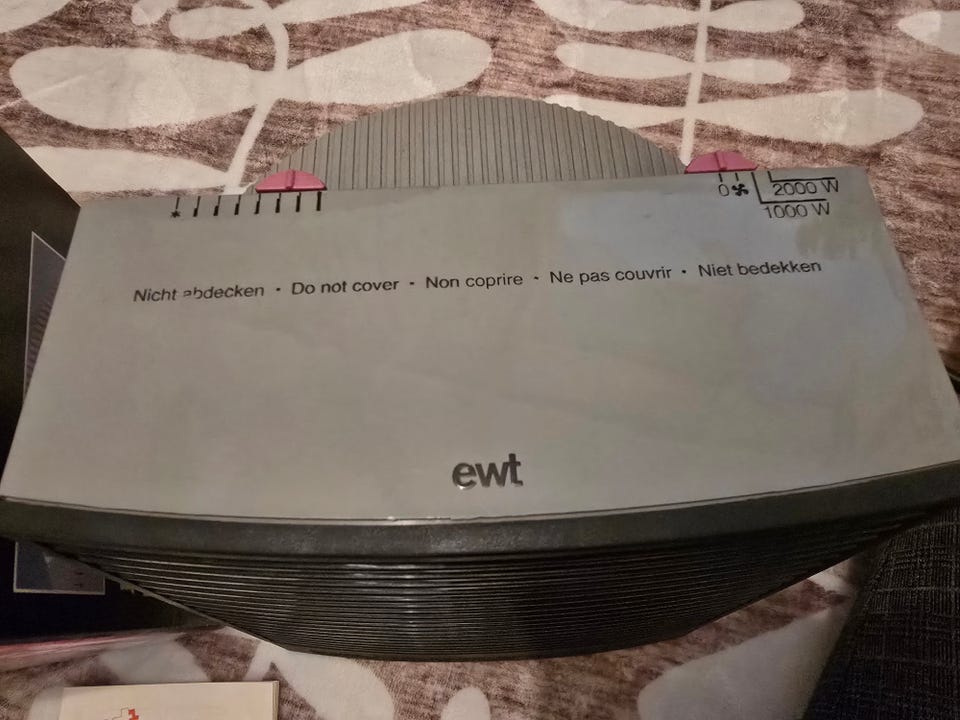 0 2000 W
1000 W
Nicht abdecken · Do not cover · Non coprire · Ne pas couvrir · Niet bedekken
ewt